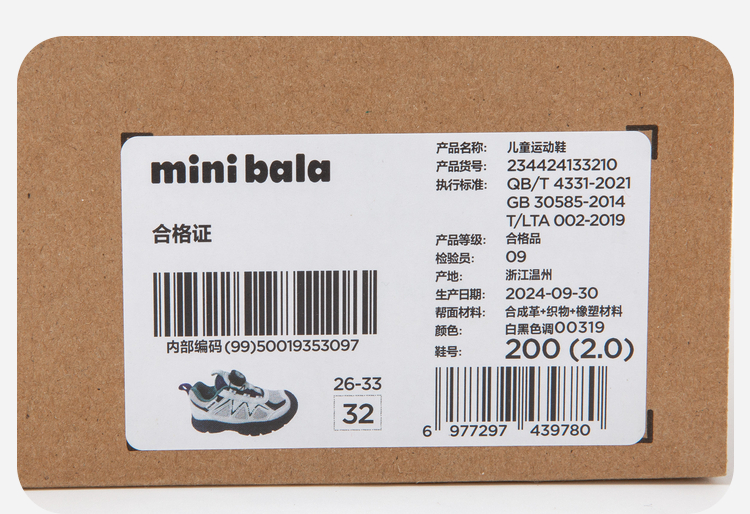 mini bala
合格证
内部编码(99)50019353097
26-33
32
产品名称: 儿童运动鞋
产品货号: 234424133210
执行标准: QB/T 4331-2021
GB 30585-2014
T/LTA 002-2019
产品等级: 合格品
检验员: 09
产地: 浙江温州
生产日期: 2024-09-30
帮面材料: 合成革+织物+橡塑材料
颜色: 白黑色调00319
鞋号: 200 (2.0)
6 977297 439780